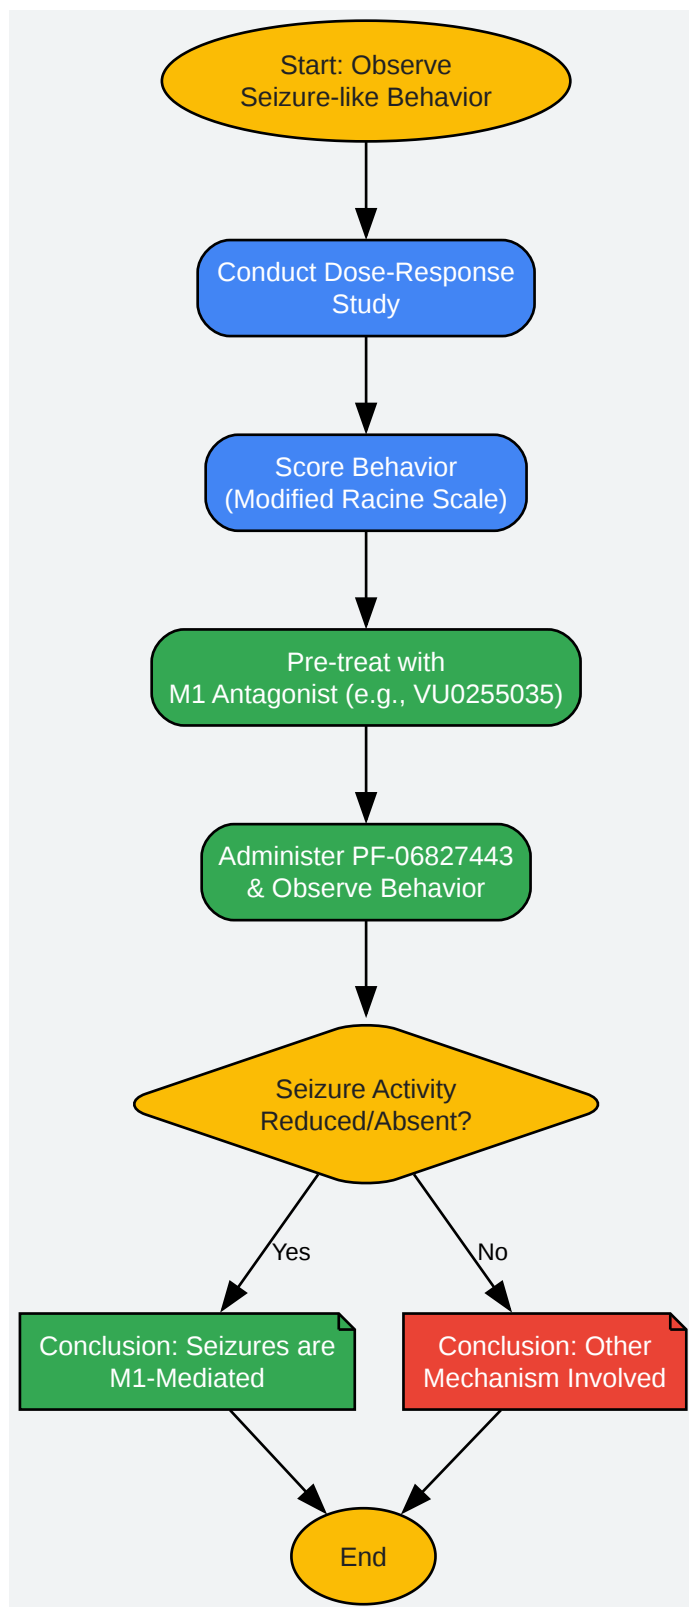 Start: Observe
Seizure-like Behavior
Conduct Dose-Response
Study
Score Behavior
(Modified Racine Scale)
Pre-treat with
M1 Antagonist (e.g., VU0255035)
Administer PF-06827443
& Observe Behavior
Seizure Activity
Reduced/Absent?
Yes
No
Conclusion: Seizures are
M1-Mediated
Conclusion: Other
Mechanism Involved
End